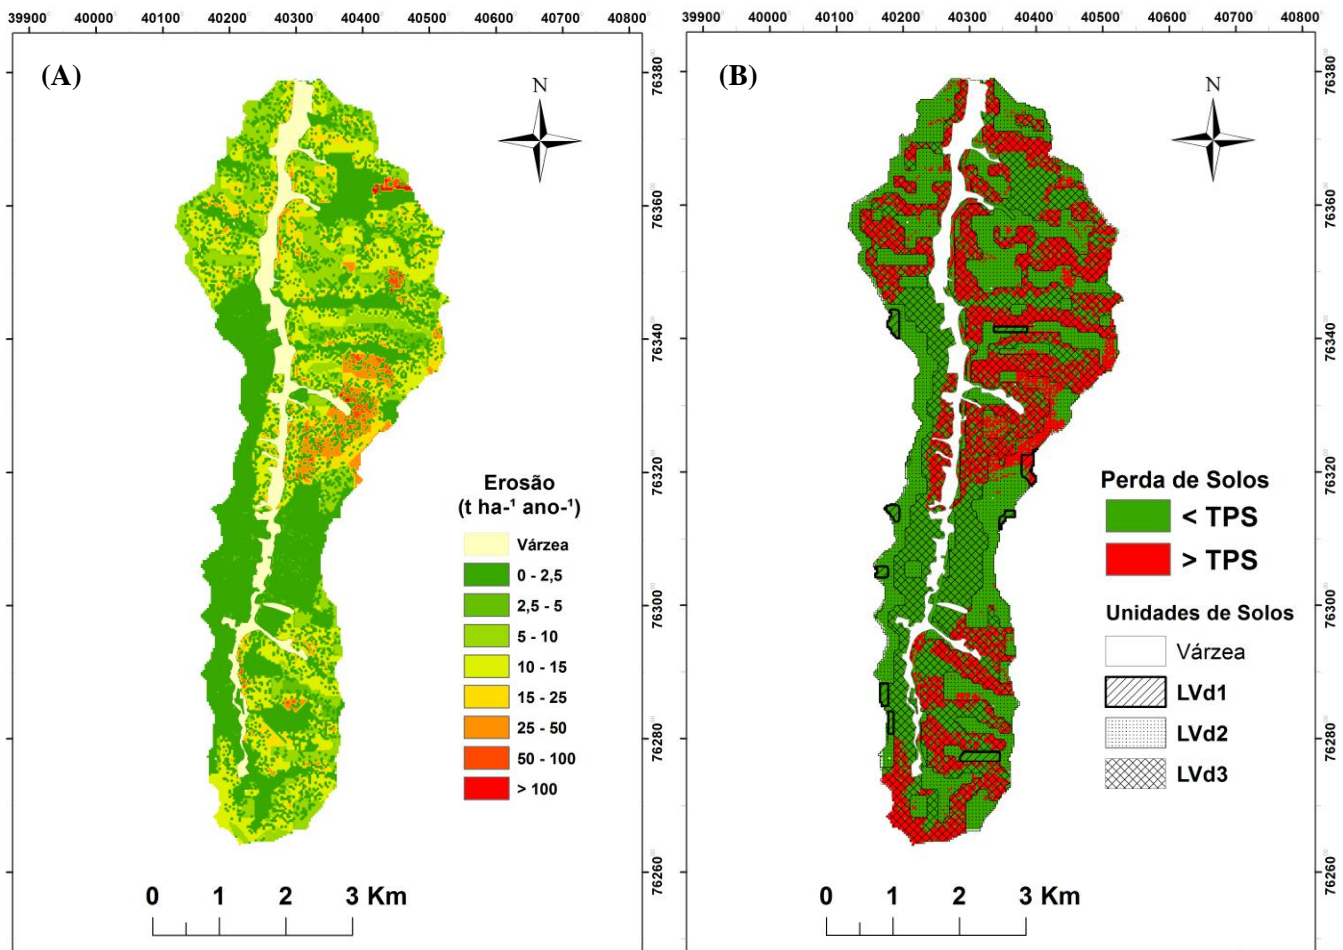 39900 40000 40100 40200 40300 40400 40500 40600 40700 40800
39900 40000 40100 40200 40300 40400 40500 40600 40700 40800
(A)
N
76380
76360
76340
76320
76300
76280
76260
Erosão
(t ha-¹ ano-¹)
Várzea
0 - 2,5
2,5 - 5
5 - 10
10 - 15
15 - 25
25 - 50
50 - 100
> 100
0 1 2 3 Km
(B)
N
76380
76360
76340
76320
76300
76280
76260
Perda de Solos
< TPS
> TPS
Unidades de Solos
Várzea
LVd1
LVd2
LVd3
0 1 2 3 Km